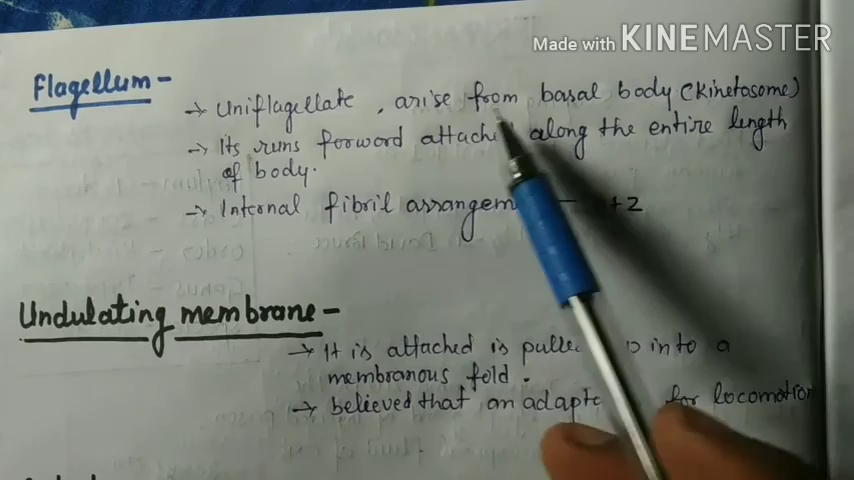 Made with KINEMASTER
Flagellum-
→ Uniflagellate, arise from basal body (Kinetosome)
→ Its runs forward attached along the entire length
of body.
→ Internal fibril arrangem +2
Undulating membrane-
→ It is attached is pulle into a
membranous fold.
→ believed that an adapt for locomotion